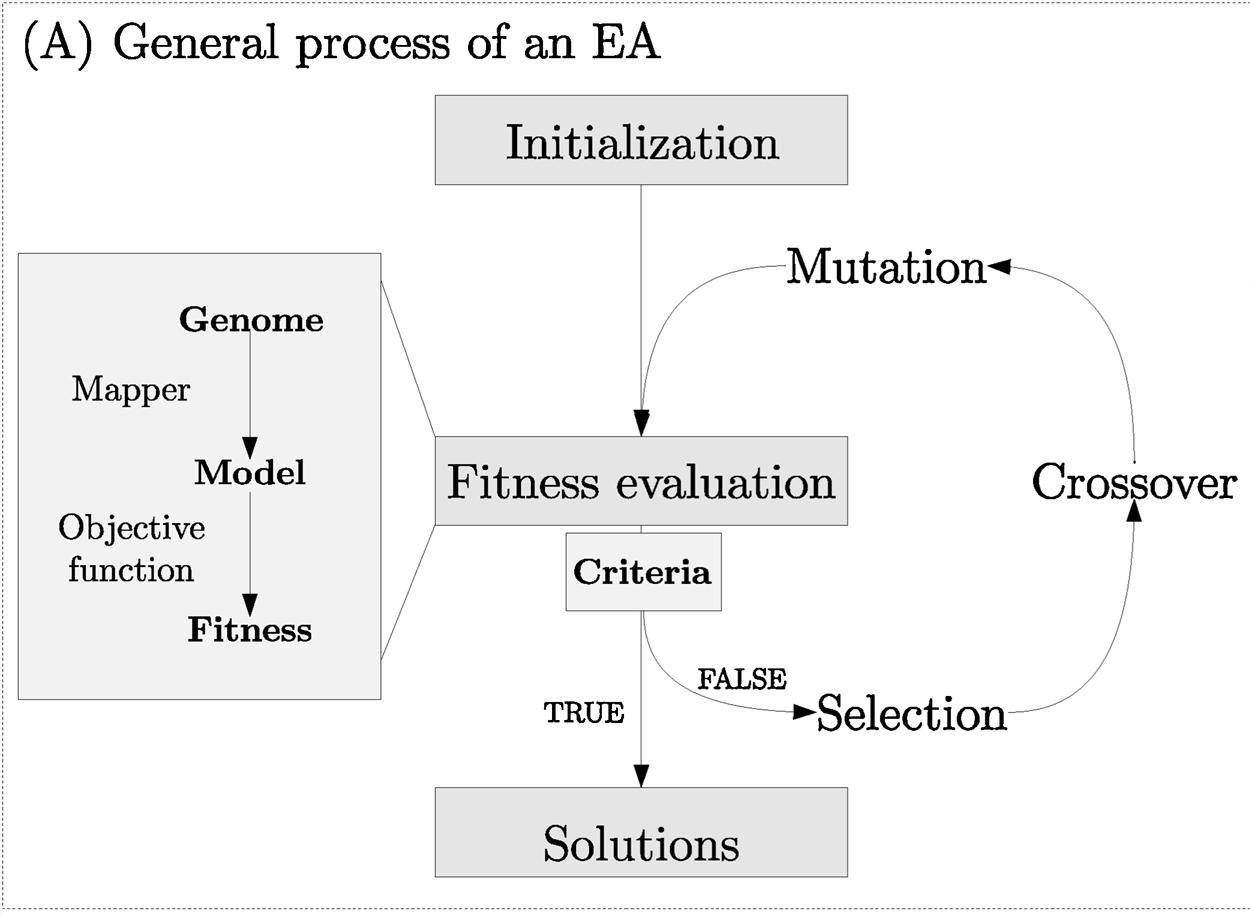 (A) General process of an EA
Initialization
Mutation
Genome
Mapper
Model
Fitness evaluation
Crossover
Objective
function
Criteria
Fitness
FALSE
TRUE
Selection
Solutions